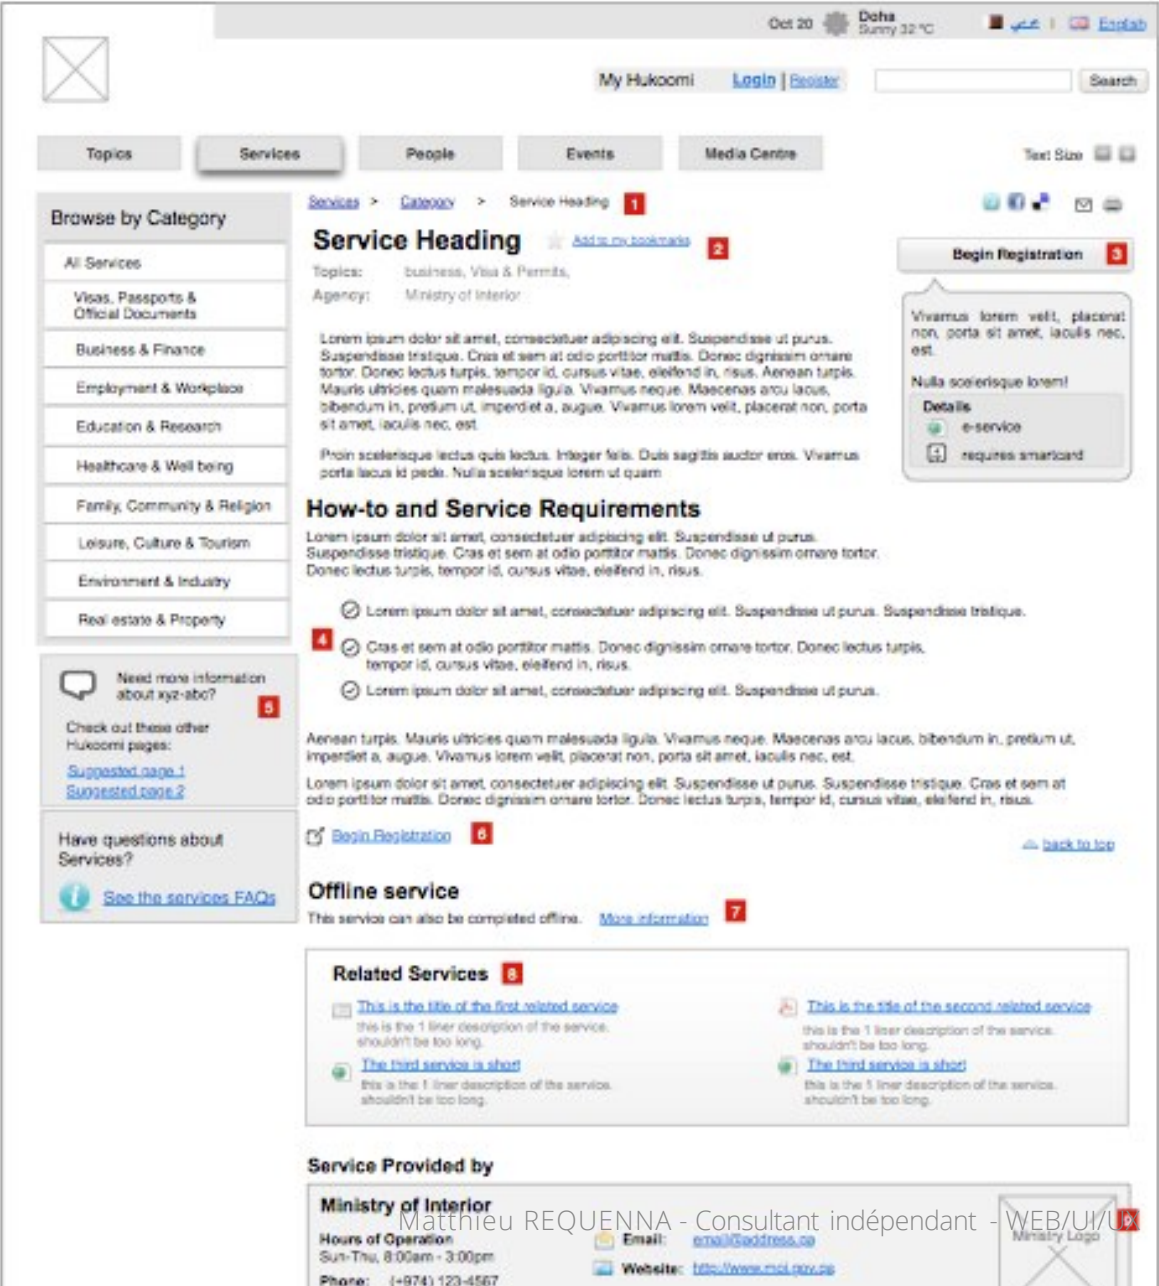 Oct 20 Doha
Sunny 32 °C
عربي | English
My Hukoomi Login | Register Search
Topics Services People Events Media Centre Text Size
Services > Category > Service Heading 1
Browse by Category
All Services
Visas, Passports &
Official Documents
Business & Finance
Employment & Workplace
Education & Research
Healthcare & Well being
Family, Community & Religion
Leisure, Culture & Tourism
Environment & Industry
Real estate & Property
Need more information
about xyz-abc?
5
Check out these other
Hukoomi pages:
Suggested page 1
Suggested page 2
Have questions about
Services?
See the services FAQs
Service Heading Add to my bookmarks 2
Topics: business, Visa & Permits,
Agency: Ministry of Interior
Lorem ipsum dolor sit amet, consectetuer adipiscing elit. Suspendisse ut purus.
Suspendisse tristique. Cras et sem at odio porttitor mattis. Donec dignissim ornare
tortor. Donec lectus turpis, tempor id, cursus vitae, eleifend in, risus. Aenean turpis.
Mauris ultricies quam malesuada ligula. Vivamus neque. Maecenas arcu lacus,
bibendum in, pretium ut, imperdiet a, augue. Vivamus lorem velit, placerat non, porta
sit amet, iaculis nec, est.
Proin scelerisque lectus quis lectus. Integer felis. Duis sagittis auctor eros. Vivamus
porta lacus id pede. Nulla scelerisque lorem ut quam
Begin Registration 3
Vivamus lorem velit, placerat
non, porta sit amet, iaculis nec,
est.
Nulla scelerisque lorem!
Details
e-service
requires smartcard
How-to and Service Requirements
Lorem ipsum dolor sit amet, consectetuer adipiscing elit. Suspendisse ut purus.
Suspendisse tristique. Cras et sem at odio porttitor mattis. Donec dignissim ornare tortor.
Donec lectus turpis, tempor id, cursus vitae, eleifend in, risus.
Lorem ipsum dolor sit amet, consectetuer adipiscing elit. Suspendisse ut purus. Suspendisse tristique.
4
Cras et sem at odio porttitor mattis. Donec dignissim ornare tortor. Donec lectus turpis,
tempor id, cursus vitae, eleifend in, risus.
Lorem ipsum dolor sit amet, consectetuer adipiscing elit. Suspendisse ut purus.
Aenean turpis. Mauris ultricies quam malesuada ligula. Vivamus neque. Maecenas arcu lacus, bibendum in, pretium ut,
imperdiet a, augue. Vivamus lorem velit, placerat non, porta sit amet, iaculis nec, est.
Lorem ipsum dolor sit amet, consectetuer adipiscing elit. Suspendisse ut purus. Suspendisse tristique. Cras et sem at
odio porttitor mattis. Donec dignissim ornare tortor. Donec lectus turpis, tempor id, cursus vitae, eleifend in, risus.
Begin Registration 6
back to top
Offline service
This service can also be completed offline. More information 7
Related Services 8
This is the title of the first related service
this is the 1 liner description of the service.
shouldn't be too long.
This is the title of the second related service
this is the 1 liner description of the service.
shouldn't be too long.
The third service is short
this is the 1 liner description of the service.
shouldn't be too long.
The third service is short
this is the 1 liner description of the service.
shouldn't be too long.
Service Provided by
Ministry of Interior
Matthieu REQUENNA - Consultant indépendant - WEB/UI/UX
9
Ministry Logo
Hours of Operation
Sun-Thu, 8:00am - 3:00pm
Phone: (+974) 123-4567
Email: email@address.qa
Website: http://www.moi.gov.qa